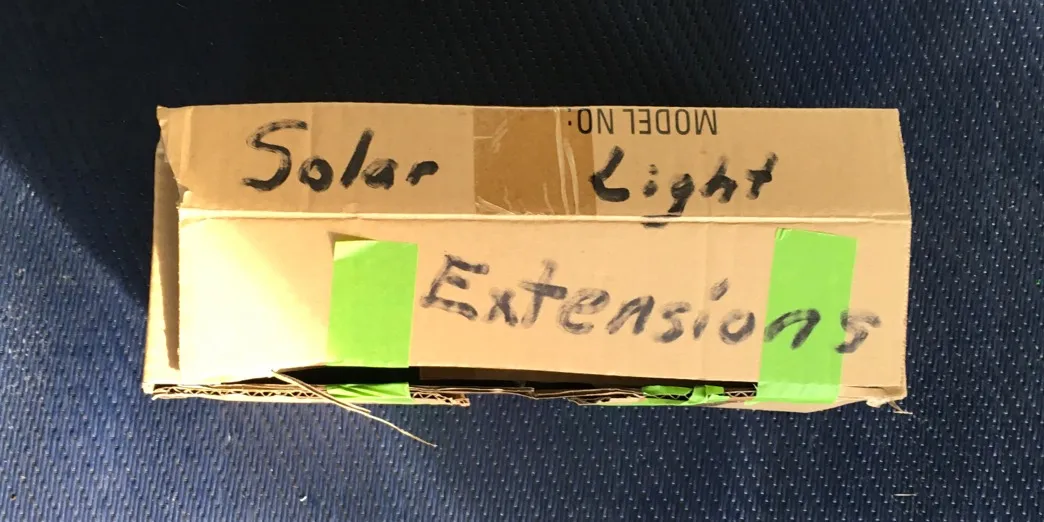 MODEL NO:
Solar Light
Extensions